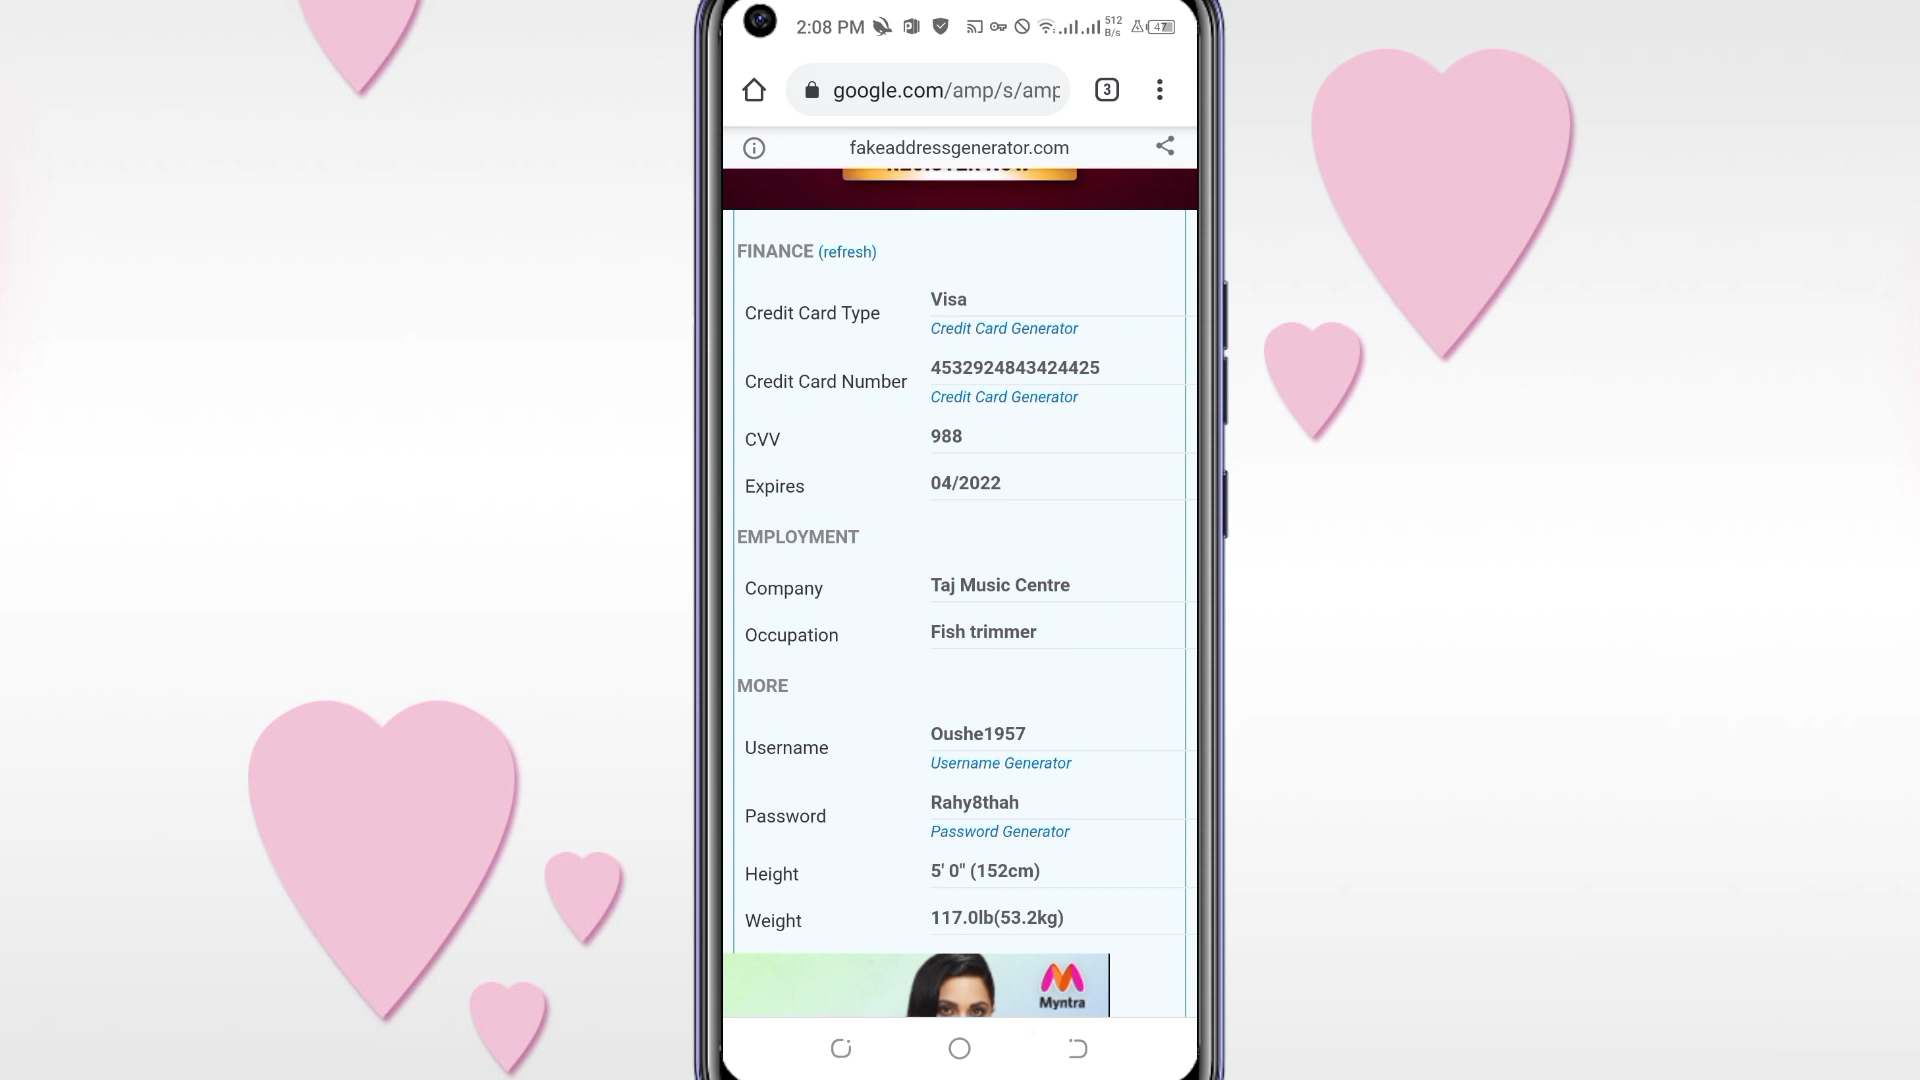 2:08 PM
512
B/s
47
google.com/amp/s/amp
3
fakeaddressgenerator.com
REGISTER NOW
FINANCE (refresh)
Credit Card Type
Visa
Credit Card Generator
Credit Card Number
4532924843424425
Credit Card Generator
CVV
988
Expires
04/2022
EMPLOYMENT
Company
Taj Music Centre
Occupation
Fish trimmer
MORE
Username
Oushe1957
Username Generator
Password
Rahy8thah
Password Generator
Height
5' 0" (152cm)
Weight
117.0lb(53.2kg)
Myntra